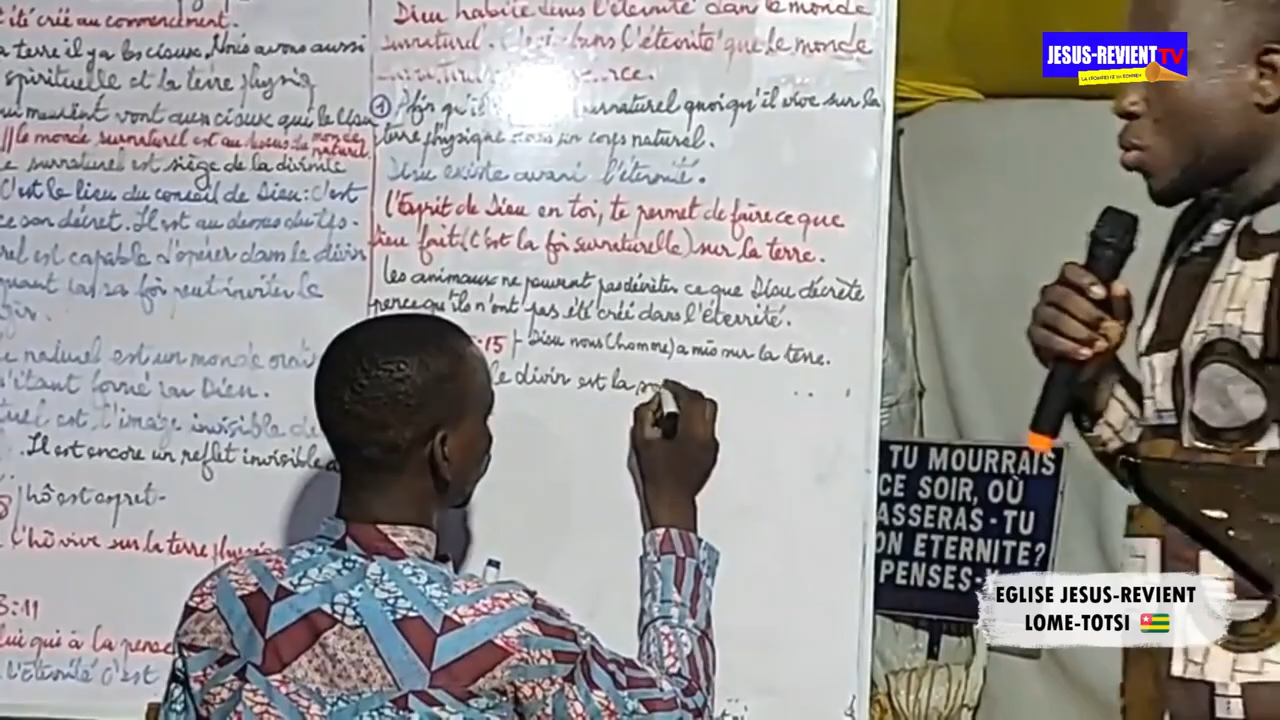 été créé au commencement.
terre il y a les cieux. Nous avons aussi
spirituelle et la terre physiq
meurent vont aux cieux qui le
// le monde surnaturel est au dessus du monde naturel
e surnaturel est siège de la divinité
C'est le lieu du conseil de Dieu : C'est
ce son décret. Il est au dessus du
rel est capable d'opérer dans le divin
sa foi peut inviter le
naturel est un monde
étant formé par Dieu.
tuel est l'image invisible de
. Il est encore un reflet invisible
hô est esprit-
l'hô vive sur la terre
3:11
lui qui à la
l'Eternité C'est
Dieu habite dans l'éternité dans le monde
surnaturel. dans l'éternité que le monde
① Afin qu'il surnaturel quoiqu'il vive sur la
terre physique dans un corps naturel.
Dieu existe avant l'éternité.
l'Esprit de Dieu en toi, te permet de faire ce que
Dieu fait (C'est la foi surnaturelle) sur la terre.
Les animaux ne peuvent pas décréter ce que Dieu décrète
parce qu'ils n'ont pas été créé dans l'éternité.
:15 Dieu nous (homme) a mis sur la terre.
le divin est la
JESUS-REVIENT TV
TU MOURRAIS
CE SOIR, OÙ
ASSERAS-TU
ON ETERNITE?
PENSES-
EGLISE JESUS-REVIENT
LOME-TOTSI